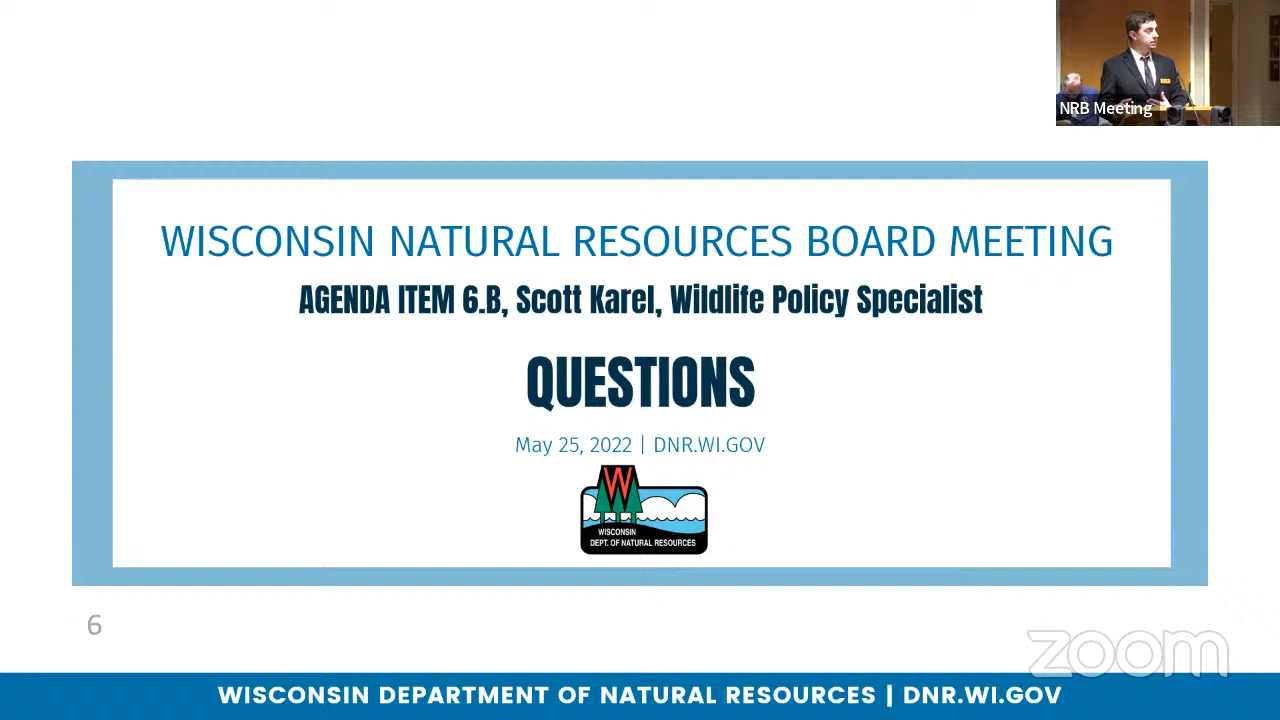 NRB Meeting
WISCONSIN NATURAL RESOURCES BOARD MEETING
AGENDA ITEM 6.B, Scott Karel, Wildlife Policy Specialist
QUESTIONS
May 25, 2022 | DNR.WI.GOV
W
WISCONSIN
DEPT. OF NATURAL RESOURCES
6
zoom
WISCONSIN DEPARTMENT OF NATURAL RESOURCES | DNR.WI.GOV